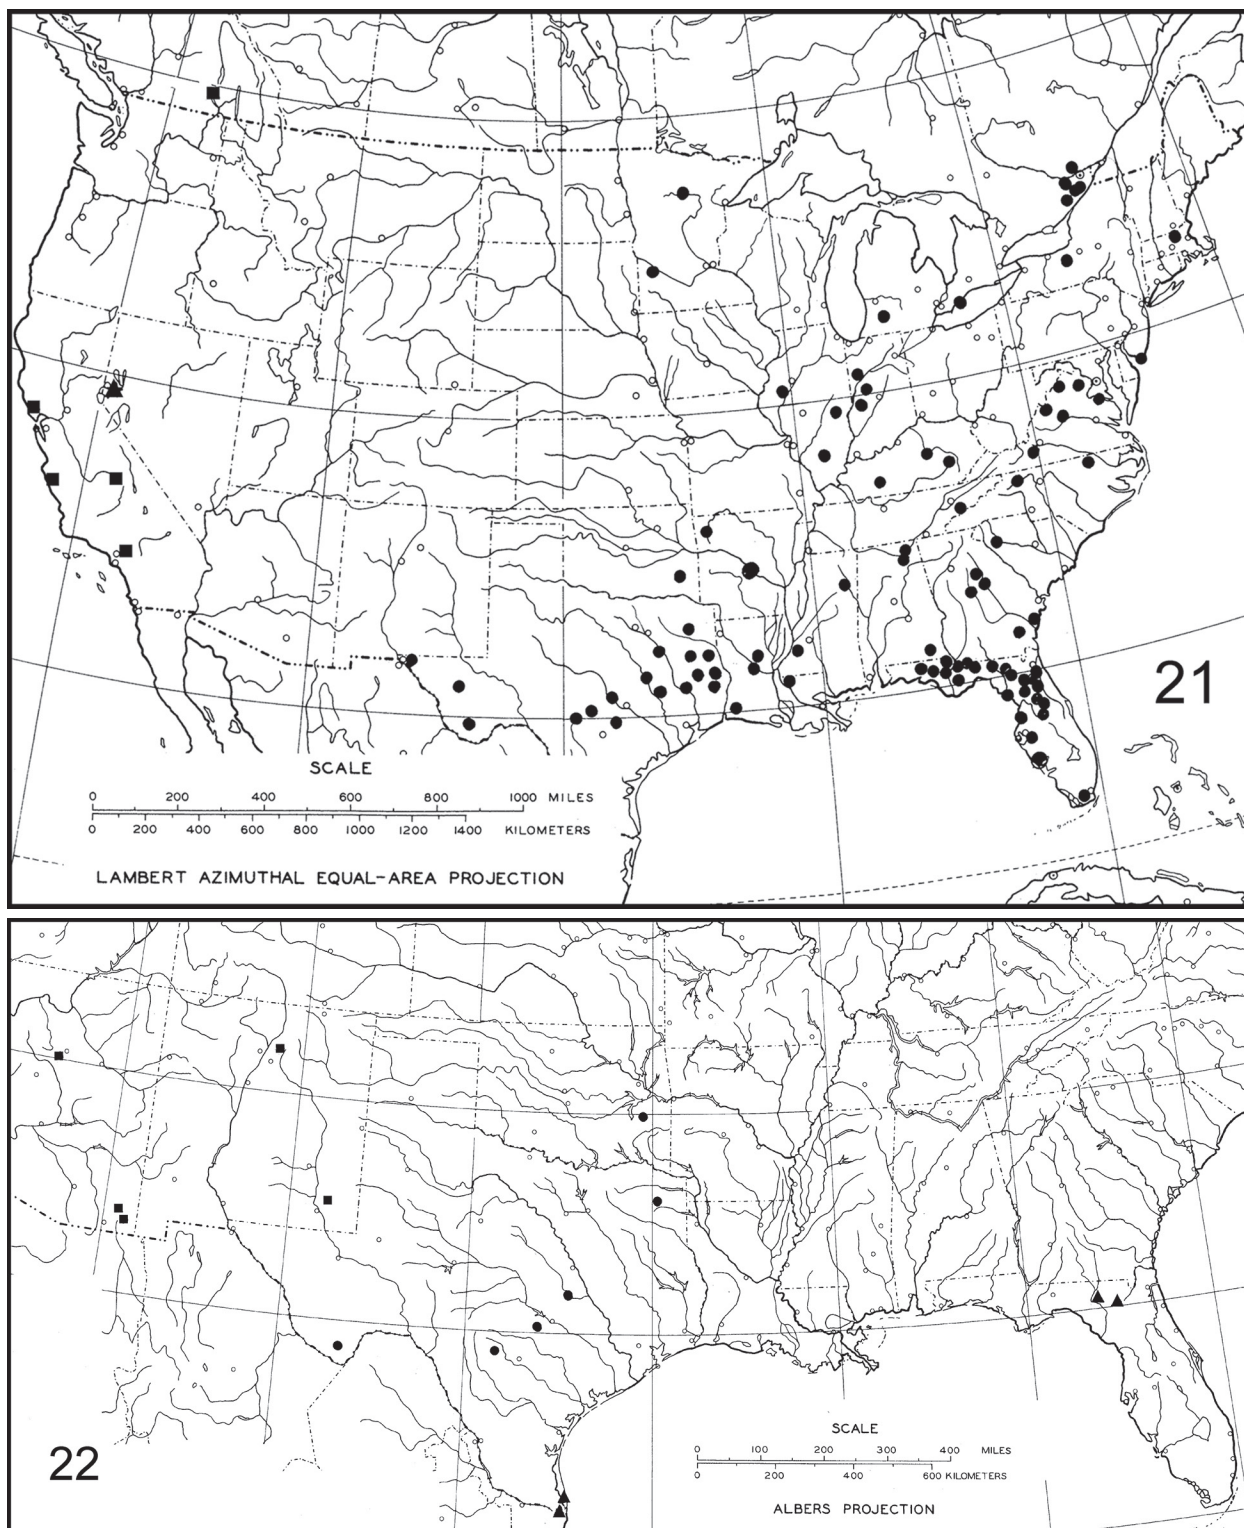 21
SCALE
0 200 400 600 800 1000 MILES
0 200 400 600 800 1000 1200 1400 KILOMETERS
LAMBERT AZIMUTHAL EQUAL-AREA PROJECTION
22
SCALE
0 100 200 300 400 MILES
0 200 400 600 KILOMETERS
ALBERS PROJECTION